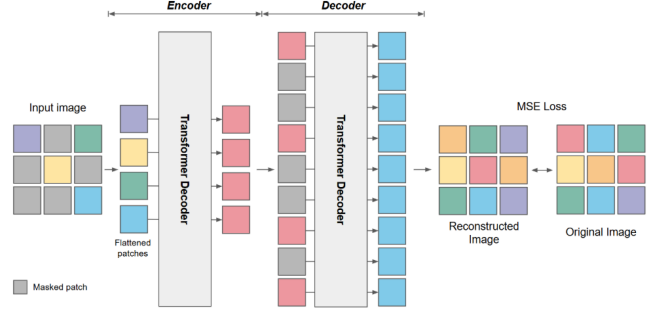 Encoder
Decoder
Input image
Transformer Decoder
Transformer Decoder
MSE Loss
Flattened
patches
Reconstructed
Image
Original Image
Masked patch